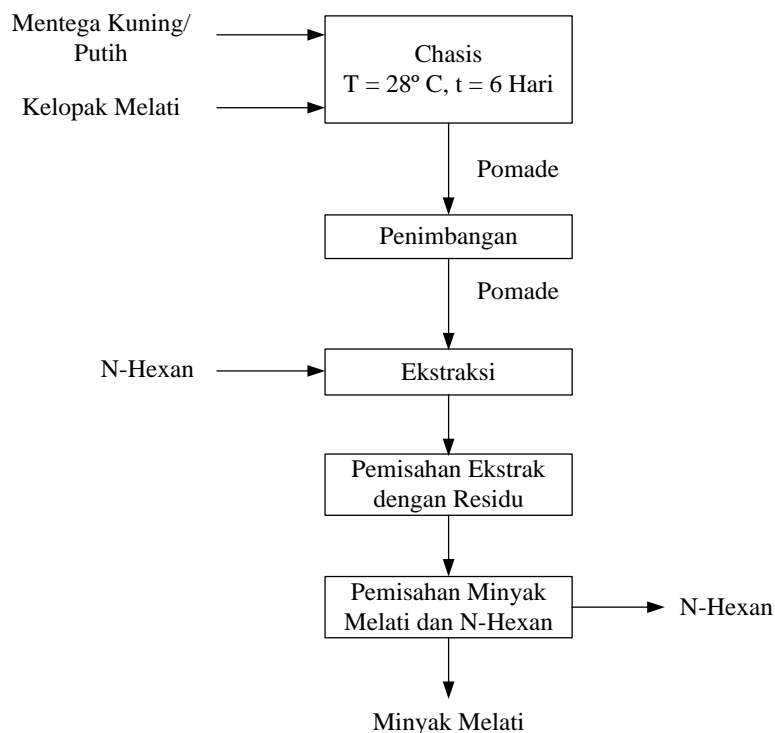 Mentega Kuning/
Putih
Chasis
T = 28º C, t = 6 Hari
Kelopak Melati
Pomade
Penimbangan
Pomade
N-Hexan
Ekstraksi
Pemisahan Ekstrak
dengan Residu
Pemisahan Minyak
Melati dan N-Hexan
N-Hexan
Minyak Melati